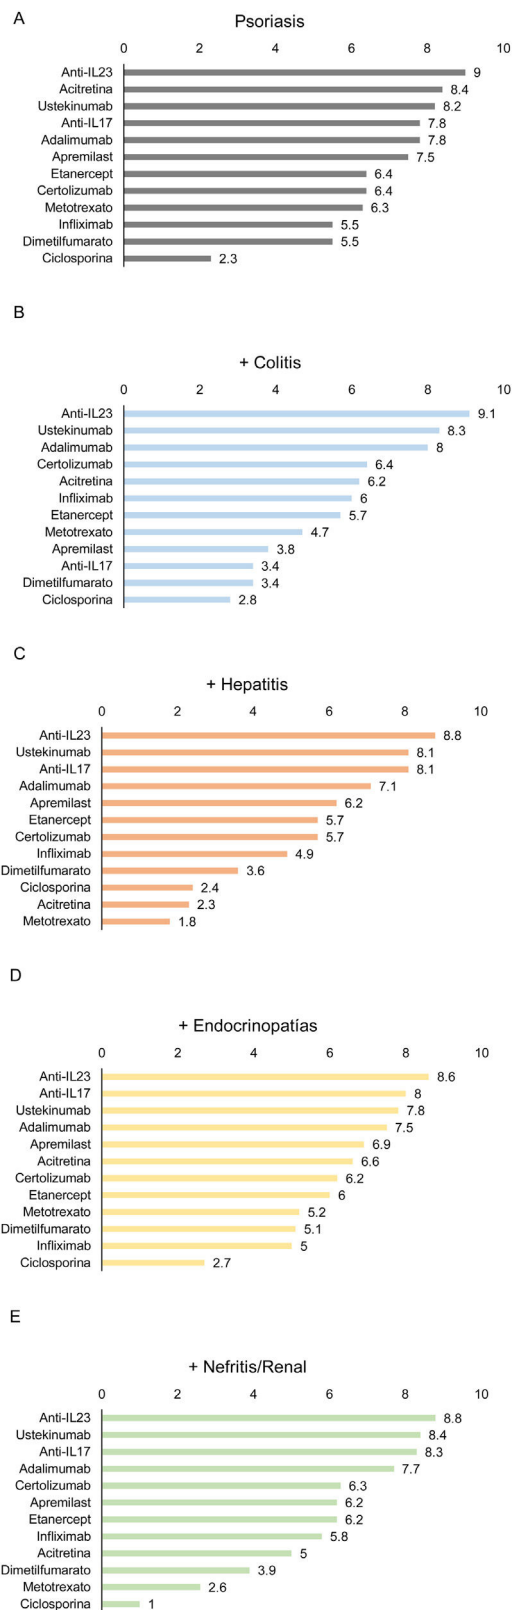 A
Psoriasis
0 2 4 6 8 10
Anti-IL23 9
Acitretina 8.4
Ustekinumab 8.2
Anti-IL17 7.8
Adalimumab 7.8
Apremilast 7.5
Etanercept 6.4
Certolizumab 6.4
Metotrexato 6.3
Infliximab 5.5
Dimetilfumarato 5.5
Ciclosporina 2.3
B
+ Colitis
0 2 4 6 8 10
Anti-IL23 9.1
Ustekinumab 8.3
Adalimumab 8
Certolizumab 6.4
Acitretina 6.2
Infliximab 6
Etanercept 5.7
Metotrexato 4.7
Apremilast 3.8
Anti-IL17 3.4
Dimetilfumarato 3.4
Ciclosporina 2.8
C
+ Hepatitis
0 2 4 6 8 10
Anti-IL23 8.8
Ustekinumab 8.1
Anti-IL17 8.1
Adalimumab 7.1
Apremilast 6.2
Etanercept 5.7
Certolizumab 5.7
Infliximab 4.9
Dimetilfumarato 3.6
Ciclosporina 2.4
Acitretina 2.3
Metotrexato 1.8
D
+ Endocrinopatías
0 2 4 6 8 10
Anti-IL23 8.6
Anti-IL17 8
Ustekinumab 7.8
Adalimumab 7.5
Apremilast 6.9
Acitretina 6.6
Certolizumab 6.2
Etanercept 6
Metotrexato 5.2
Dimetilfumarato 5.1
Infliximab 5
Ciclosporina 2.7
E
+ Nefritis/Renal
0 2 4 6 8 10
Anti-IL23 8.8
Ustekinumab 8.4
Anti-IL17 8.3
Adalimumab 7.7
Certolizumab 6.3
Apremilast 6.2
Etanercept 6.2
Infliximab 5.8
Acitretina 5
Dimetilfumarato 3.9
Metotrexato 2.6
Ciclosporina 1